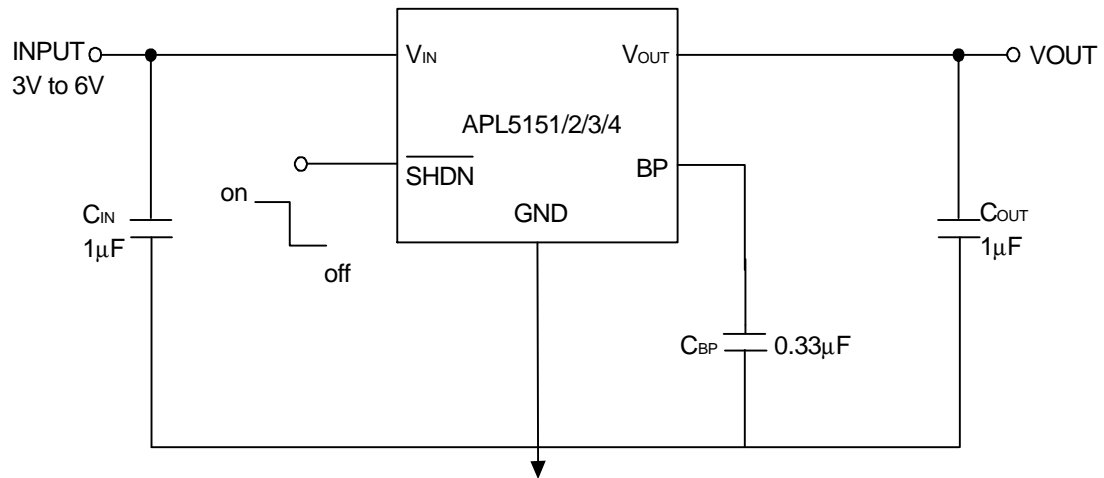 INPUT
3V to 6V
VIN
VOUT
VOUT
APL5151/2/3/4
SHDN
BP
on
off
GND
CIN
1μF
COUT
1μF
CBP
0.33μF